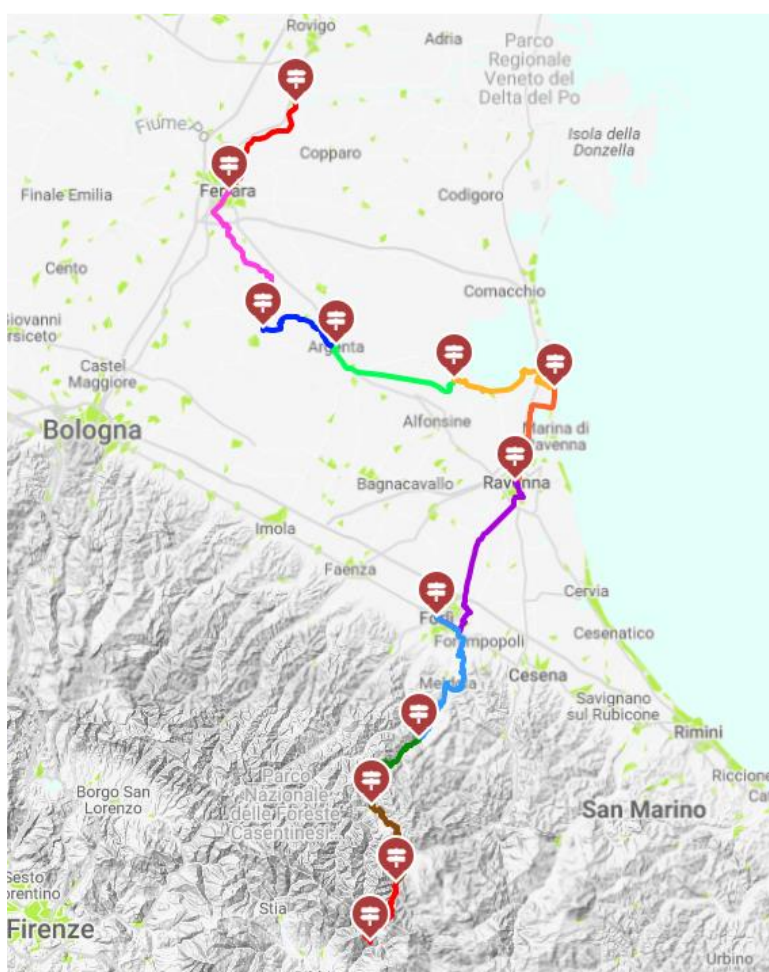 Rovigo
Adria
Parco
Regionale
Veneto del
Delta del Po
Fiume Po
Isola della
Donzella
Copparo
Ferrara
Finale Emilia
Codigoro
Cento
Comacchio
Giovanni
rsiceto
Argenta
Castel
Maggiore
Alfonsine
Bologna
Marina di
Ravenna
Bagnacavallo
Ravenna
Imola
Faenza
Cervia
Forlì
Forlimpopoli
Cesenatico
Meldola
Cesena
Savignano
sul Rubicone
Rimini
Parco
Nazionale
delle Foreste
Casentinesi...
Riccione
Borgo San
Lorenzo
San Marino
Sesto
orentino
Stia
Firenze
Urbino